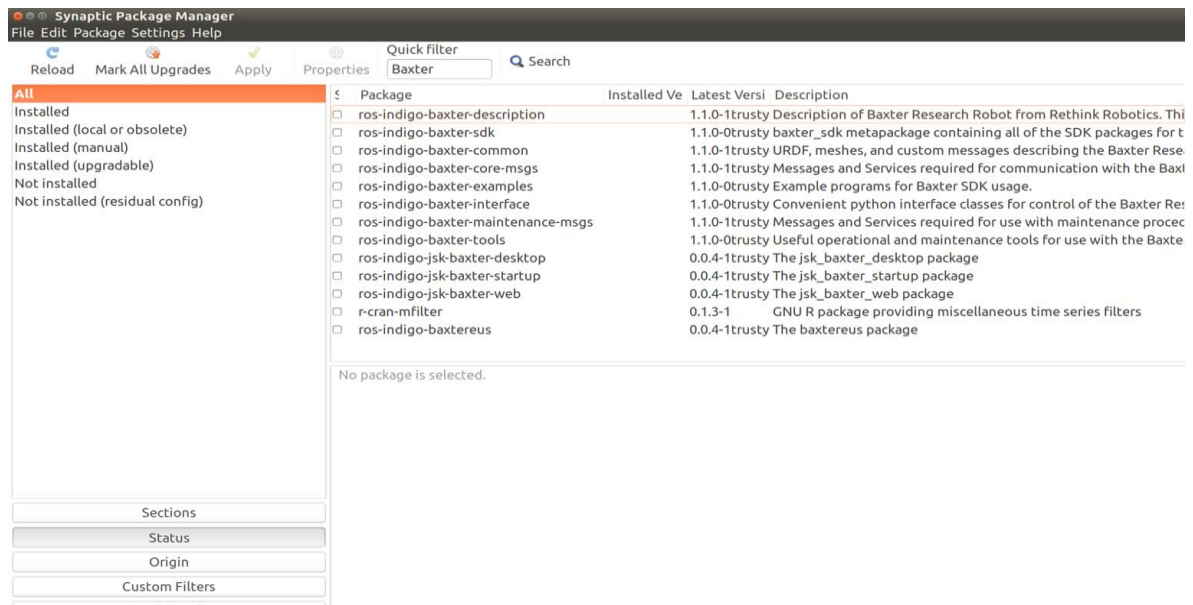 Synaptic Package Manager
File Edit Package Settings Help
Reload Mark All Upgrades Apply Properties Quick filter Baxter Search
All
Installed
Installed (local or obsolete)
Installed (manual)
Installed (upgradable)
Not installed
Not installed (residual config)
S Package Installed Ve Latest Versi Description
ros-indigo-baxter-description 1.1.0-1trusty Description of Baxter Research Robot from Rethink Robotics. Thi
ros-indigo-baxter-sdk 1.1.0-0trusty baxter_sdk metapackage containing all of the SDK packages for t
ros-indigo-baxter-common 1.1.0-1trusty URDF, meshes, and custom messages describing the Baxter Rese
ros-indigo-baxter-core-msgs 1.1.0-1trusty Messages and Services required for communication with the Bax
ros-indigo-baxter-examples 1.1.0-0trusty Example programs for Baxter SDK usage.
ros-indigo-baxter-interface 1.1.0-0trusty Convenient python interface classes for control of the Baxter Res
ros-indigo-baxter-maintenance-msgs 1.1.0-1trusty Messages and Services required for use with maintenance proced
ros-indigo-baxter-tools 1.1.0-0trusty Useful operational and maintenance tools for use with the Baxte
ros-indigo-jsk-baxter-desktop 0.0.4-1trusty The jsk_baxter_desktop package
ros-indigo-jsk-baxter-startup 0.0.4-1trusty The jsk_baxter_startup package
ros-indigo-jsk-baxter-web 0.0.4-1trusty The jsk_baxter_web package
r-cran-mfilter 0.1.3-1 GNU R package providing miscellaneous time series filters
ros-indigo-baxtereus 0.0.4-1trusty The baxtereus package
No package is selected.
Sections
Status
Origin
Custom Filters